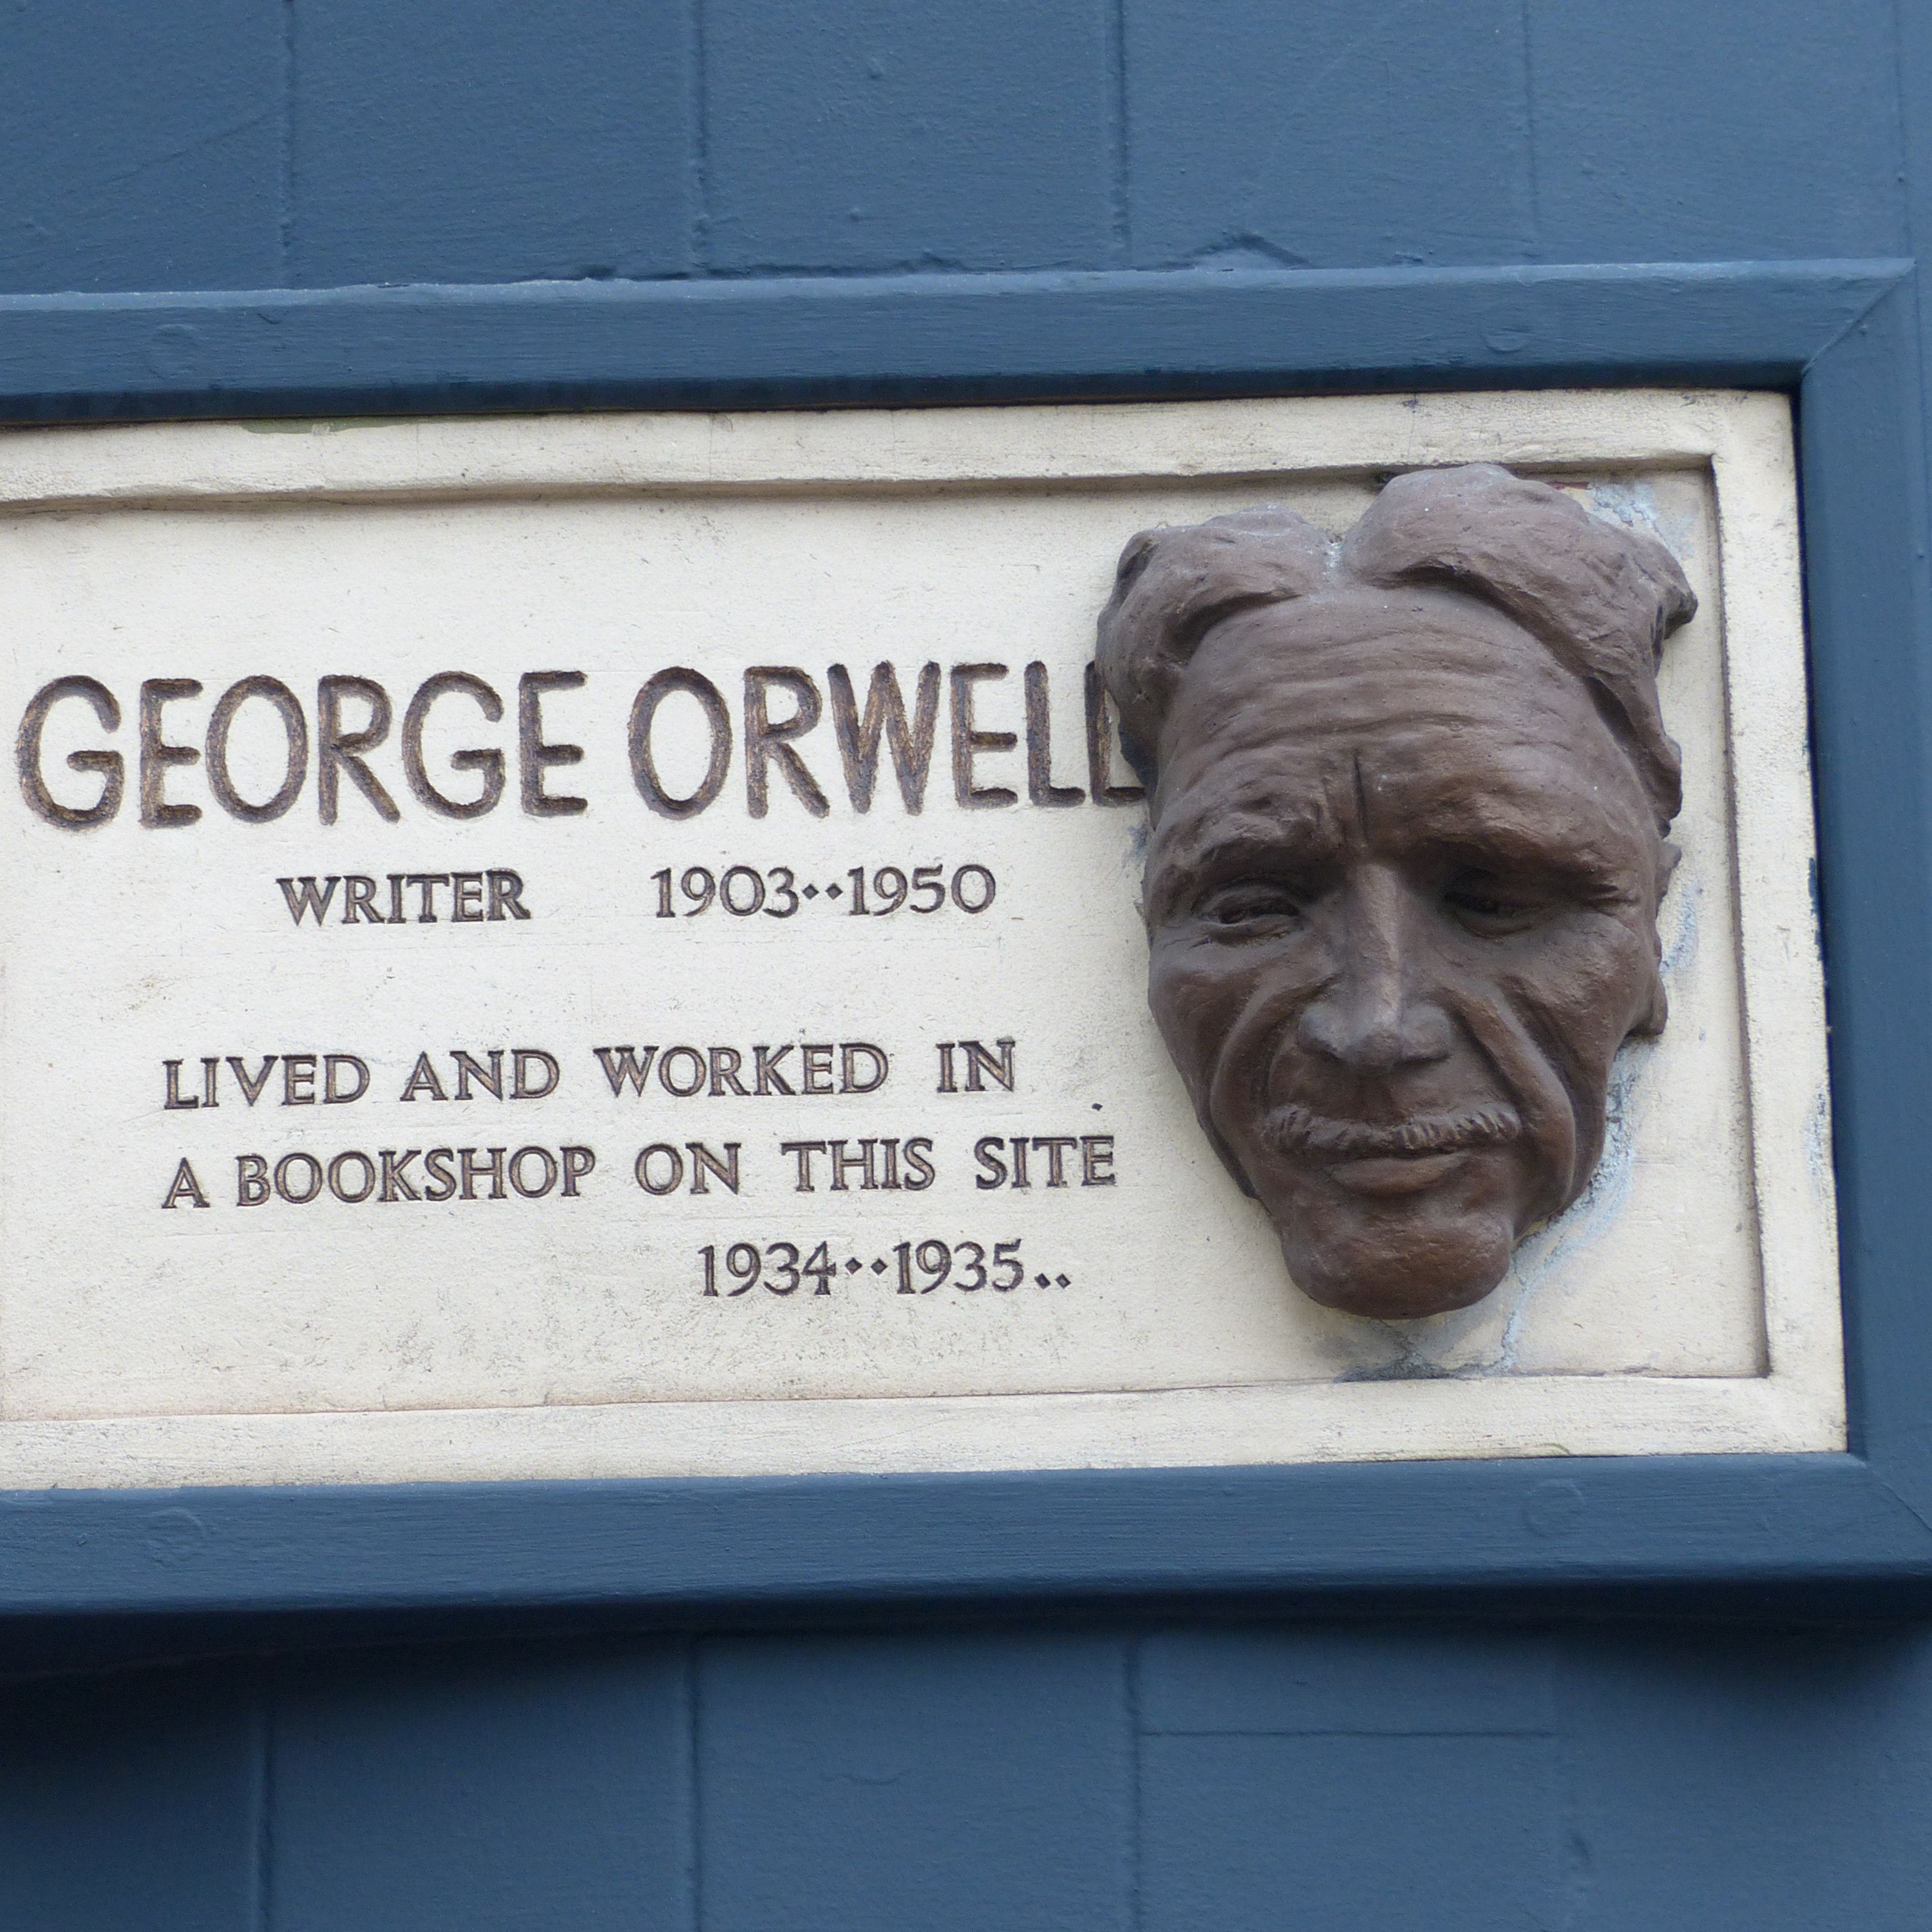 GEORGE ORWELL
WRITER 1903··1950
LIVED AND WORKED IN
A BOOKSHOP ON THIS SITE
1934··1935..